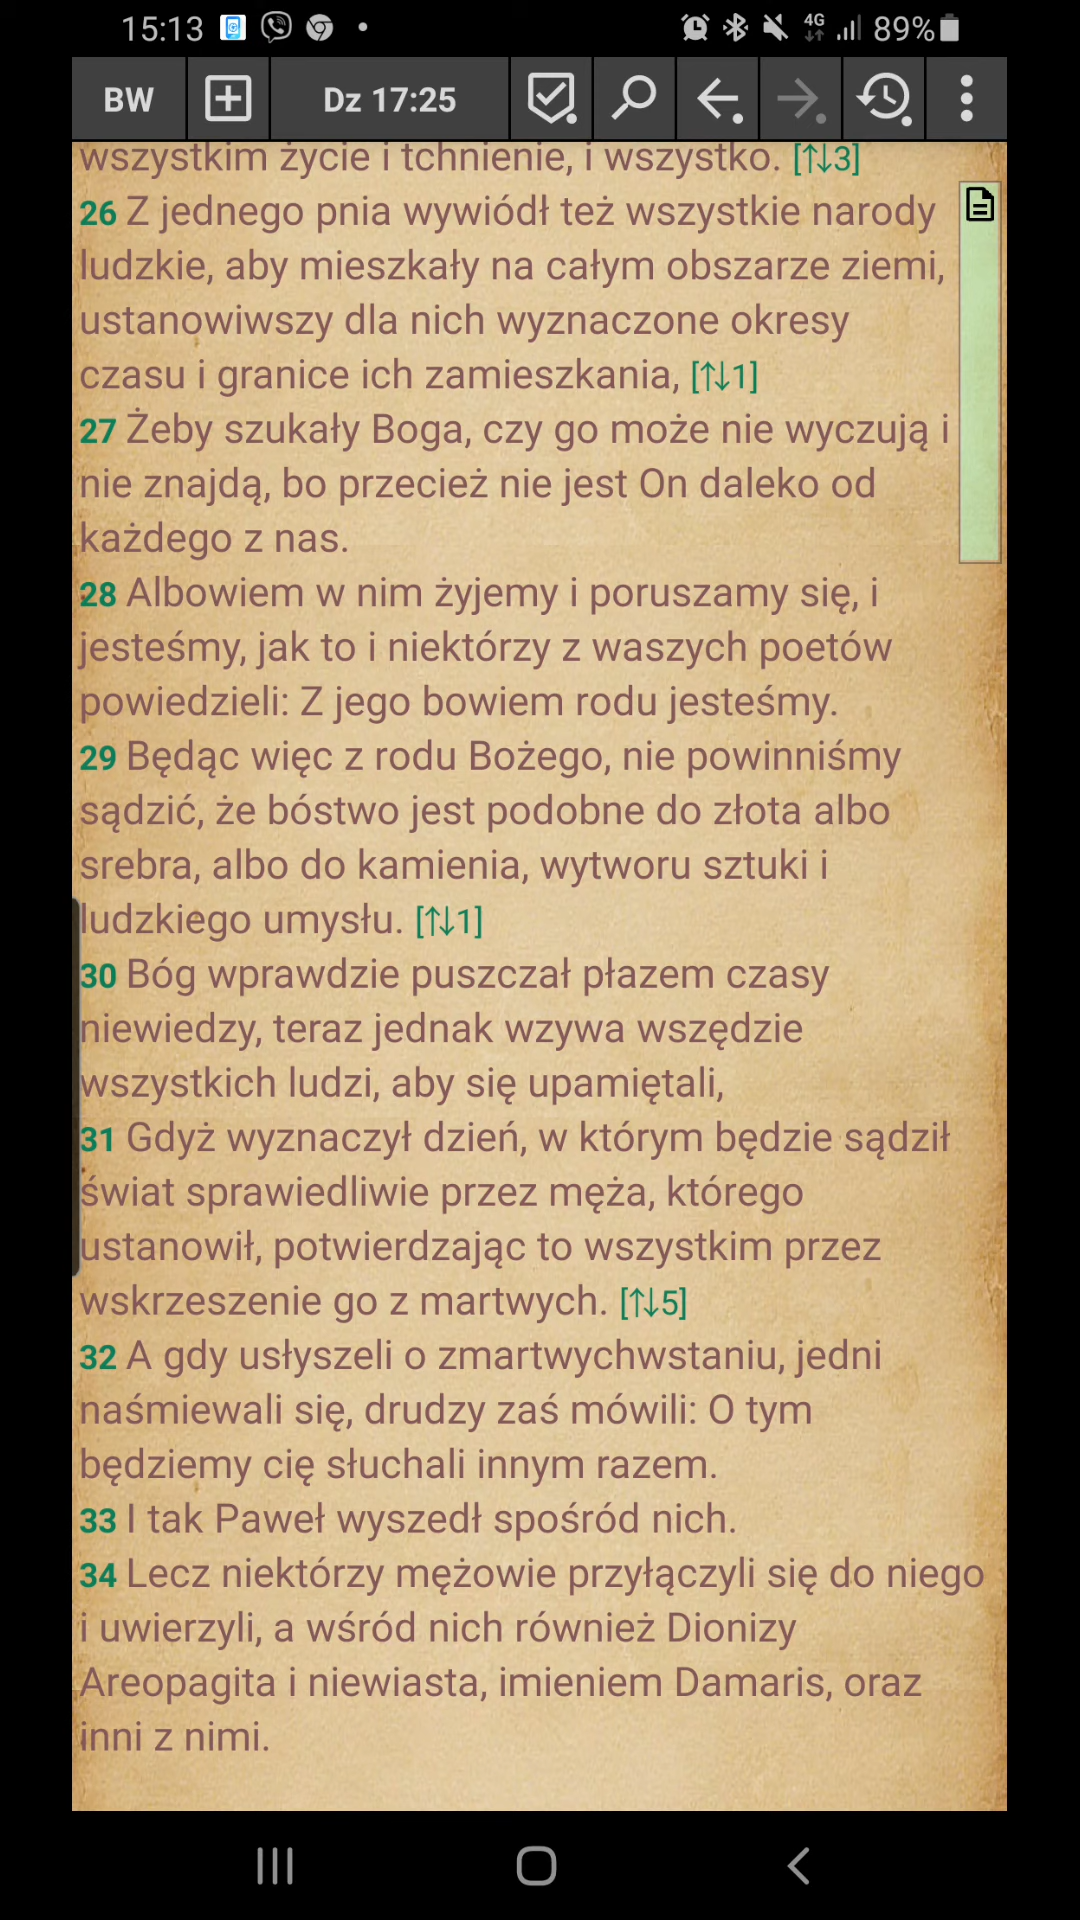 15:13 4G 89%
BW Dz 17:25
wszystkim życie i tchnienie, i wszystko. [↑↓3]
26 Z jednego pnia wywiódł też wszystkie narody
ludzkie, aby mieszkały na całym obszarze ziemi,
ustanowiwszy dla nich wyznaczone okresy
czasu i granice ich zamieszkania, [↑↓1]
27 Żeby szukały Boga, czy go może nie wyczują i
nie znajdą, bo przecież nie jest On daleko od
każdego z nas.
28 Albowiem w nim żyjemy i poruszamy się, i
jesteśmy, jak to i niektórzy z waszych poetów
powiedzieli: Z jego bowiem rodu jesteśmy.
29 Będąc więc z rodu Bożego, nie powinniśmy
sądzić, że bóstwo jest podobne do złota albo
srebra, albo do kamienia, wytworu sztuki i
ludzkiego umysłu. [↑↓1]
30 Bóg wprawdzie puszczał płazem czasy
niewiedzy, teraz jednak wzywa wszędzie
wszystkich ludzi, aby się upamiętali,
31 Gdyż wyznaczył dzień, w którym będzie sądził
świat sprawiedliwie przez męża, którego
ustanowił, potwierdzając to wszystkim przez
wskrzeszenie go z martwych. [↑↓5]
32 A gdy usłyszeli o zmartwychwstaniu, jedni
naśmiewali się, drudzy zaś mówili: O tym
będziemy cię słuchali innym razem.
33 I tak Paweł wyszedł spośród nich.
34 Lecz niektórzy mężowie przyłączyli się do niego
i uwierzyli, a wśród nich również Dionizy
Areopagita i niewiasta, imieniem Damaris, oraz
inni z nimi.